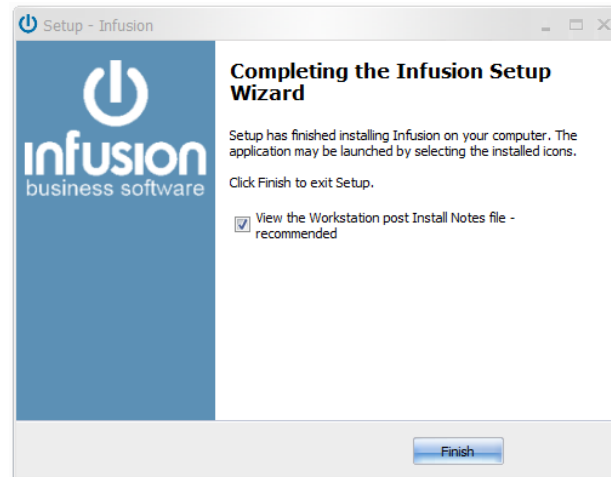 Setup - Infusion
Completing the Infusion Setup
Wizard
Setup has finished installing Infusion on your computer. The
application may be launched by selecting the installed icons.
Click Finish to exit Setup.
View the Workstation post Install Notes file -
recommended
infusion
business software
Finish